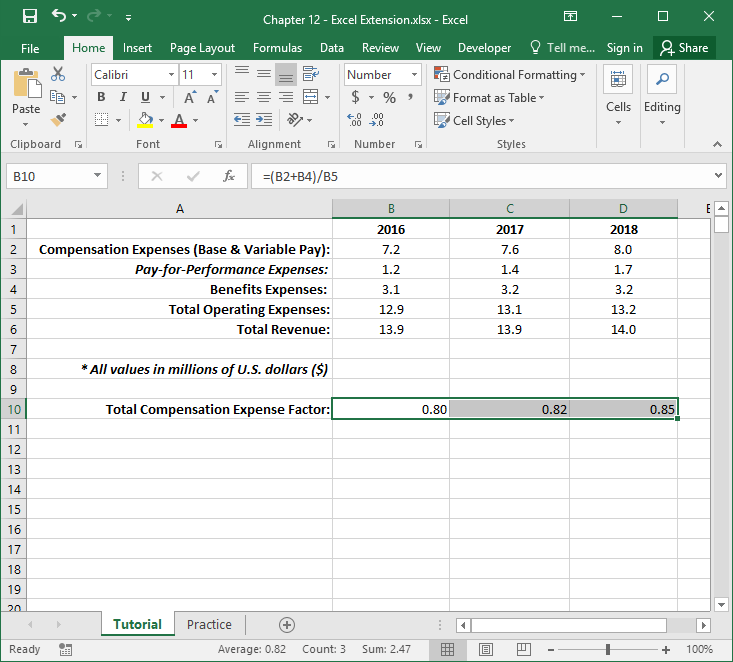 Chapter 12 - Excel Extension.xlsx - Excel
File Home Insert Page Layout Formulas Data Review View Developer Tell me... Sign in Share
Paste
Calibri 11
B I U A A
A
Number
$ % ,
.0 .00
.00 .0
Conditional Formatting
Format as Table
Cell Styles
Cells
Editing
Clipboard Font Alignment Number Styles
B10 fx =(B2+B4)/B5
A B C D E
1 2016 2017 2018
2 Compensation Expenses (Base & Variable Pay): 7.2 7.6 8.0
3 Pay-for-Performance Expenses: 1.2 1.4 1.7
4 Benefits Expenses: 3.1 3.2 3.2
5 Total Operating Expenses: 12.9 13.1 13.2
6 Total Revenue: 13.9 13.9 14.0
7
8 * All values in millions of U.S. dollars ($)
9
10 Total Compensation Expense Factor: 0.80 0.82 0.85
11
12
13
14
15
16
17
18
19
20
Tutorial Practice
Ready Average: 0.82 Count: 3 Sum: 2.47 100%